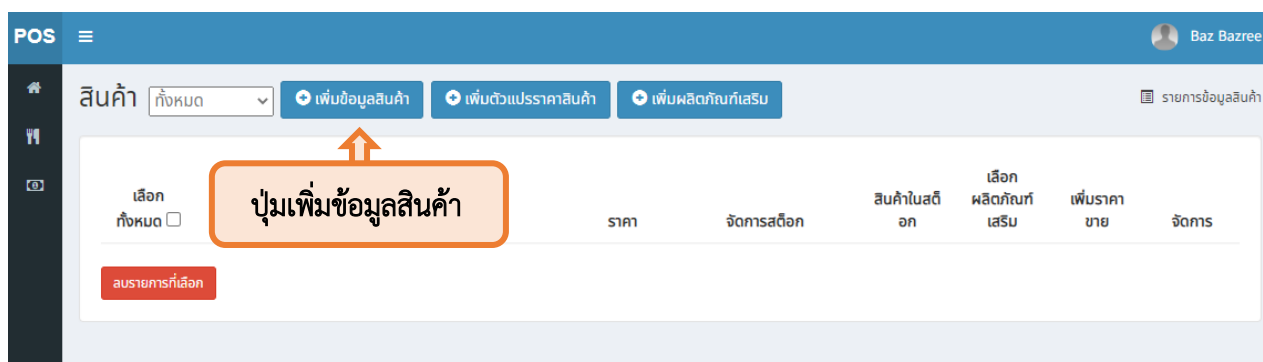 POS
Baz Bazree
สินค้า ทั้งหมด เพิ่มข้อมูลสินค้า เพิ่มตัวแปรราคาสินค้า เพิ่มผลิตภัณฑ์เสริม รายการข้อมูลสินค้า
ปุ่มเพิ่มข้อมูลสินค้า
เลือก
ทั้งหมด
ราคา
จัดการสต็อก
สินค้าในสต็
อก
เลือก
ผลิตภัณฑ์
เสริม
เพิ่มราคา
ขาย
จัดการ
ลบรายการที่เลือก